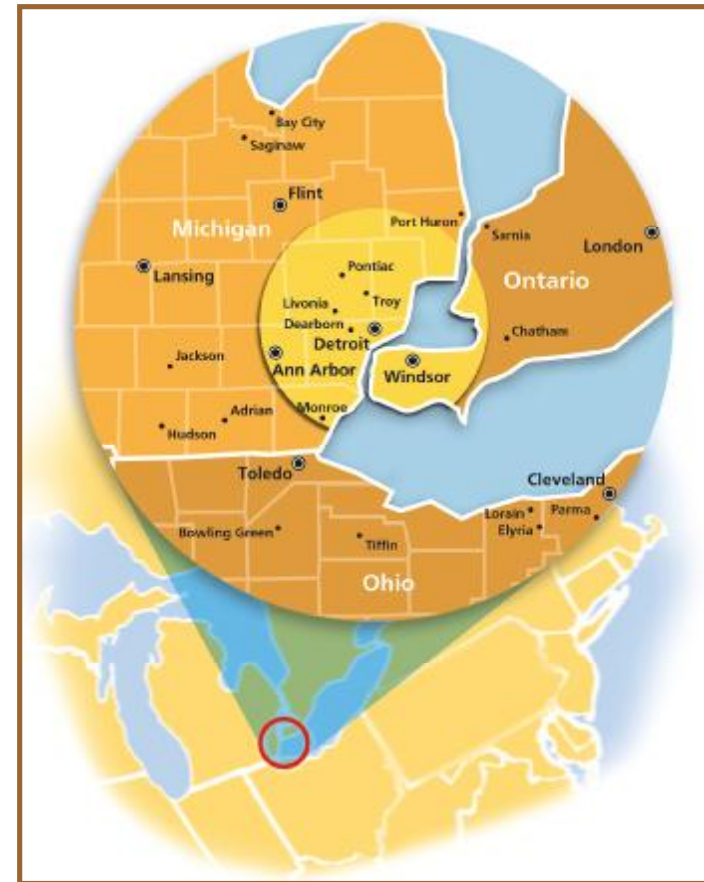 Bay City
Saginaw
Flint
Michigan
Port Huron
Sarnia
London
Lansing
Pontiac
Ontario
Livonia
Troy
Dearborn
Detroit
Chatham
Jackson
Ann Arbor
Windsor
Monroe
Adrian
Hudson
Toledo
Cleveland
Lorain
Parma
Bowling Green
Elyria
Tiffin
Ohio